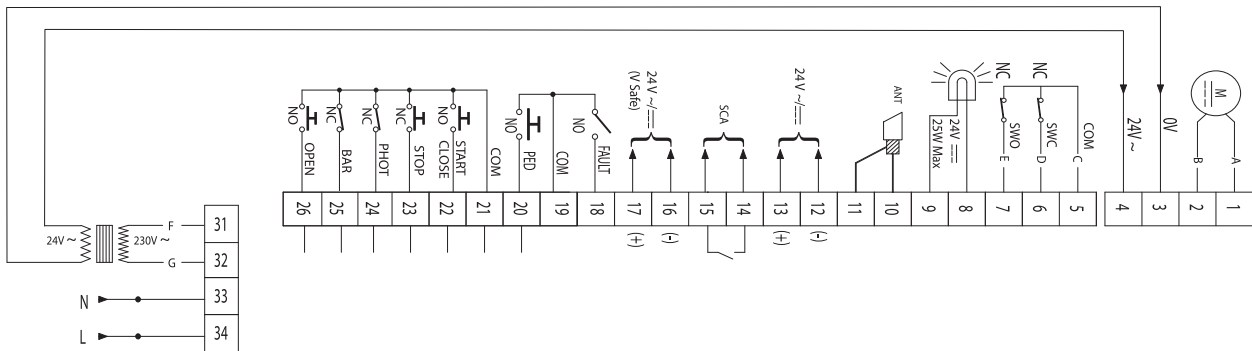 24V ~
0V
M
B
A
NO
NC
NC
NC
NO
OPEN
BAR
PHOT
STOP
START
CLOSE
COM
NO
PED
COM
NO
FAULT
24V ~/⎓
(V Safe)
SCA
24V ~/⎓
ANT
24V ⎓
25W Max
NC
NC
SWO
SWC
COM
E
D
C
26
25
24
23
22
21
20
19
18
17
16
15
14
13
12
11
10
9
8
7
6
5
4
3
2
1
(+)
(-)
(+)
(-)
24V ~
230V ~
F
G
31
32
N
33
L
34